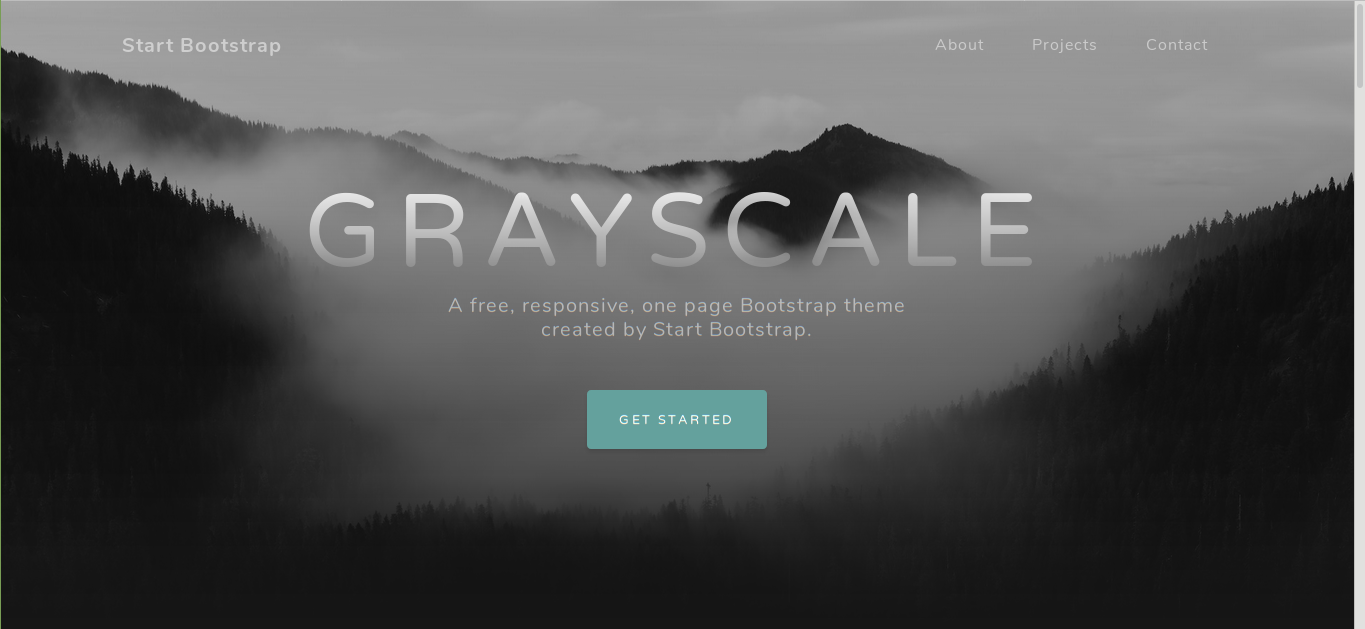 Start Bootstrap
About Projects Contact
GRAYSCALE
A free, responsive, one page Bootstrap theme
created by Start Bootstrap.
GET STARTED